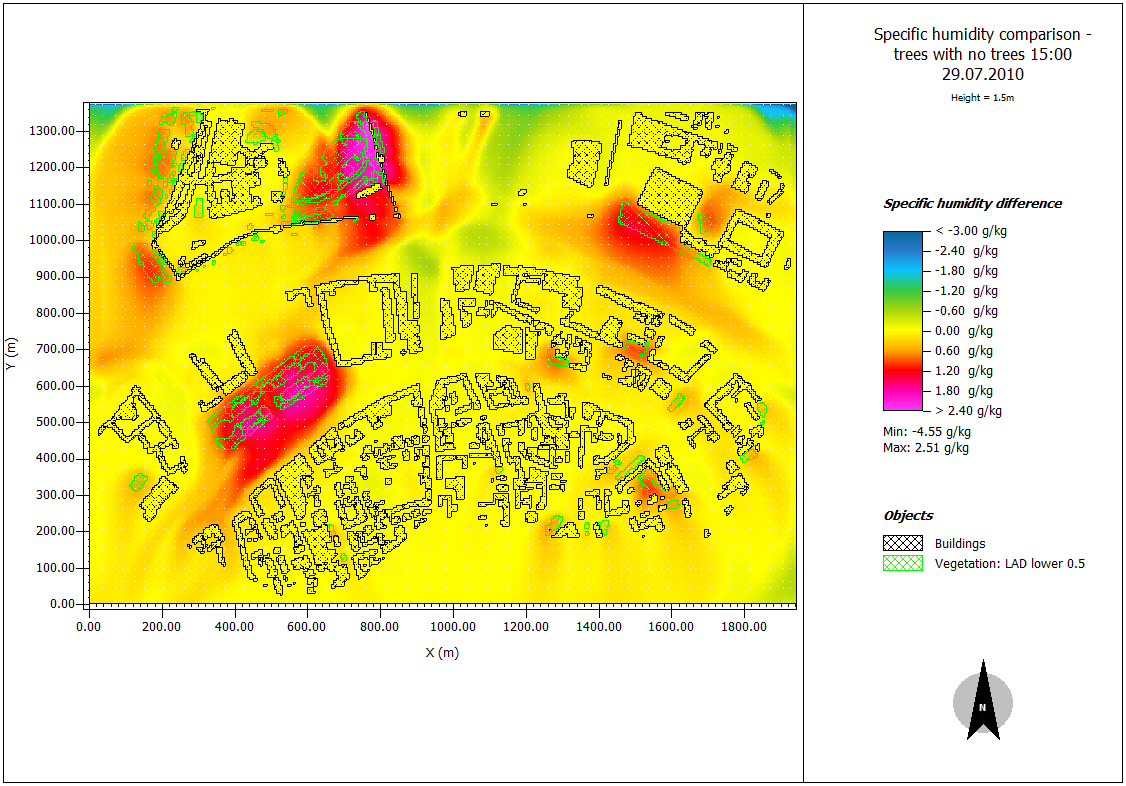 Specific humidity comparison -
trees with no trees 15:00
29.07.2010
Height = 1.5m
1300.00
1200.00
1100.00
1000.00
900.00
800.00
700.00
600.00
500.00
400.00
300.00
200.00
100.00
0.00
Y (m)
0.00 200.00 400.00 600.00 800.00 1000.00 1200.00 1400.00 1600.00 1800.00
X (m)
Specific humidity difference
< -3.00 g/kg
-2.40 g/kg
-1.80 g/kg
-1.20 g/kg
-0.60 g/kg
0.00 g/kg
0.60 g/kg
1.20 g/kg
1.80 g/kg
> 2.40 g/kg
Min: -4.55 g/kg
Max: 2.51 g/kg
Objects
Buildings
Vegetation: LAD lower 0.5
N